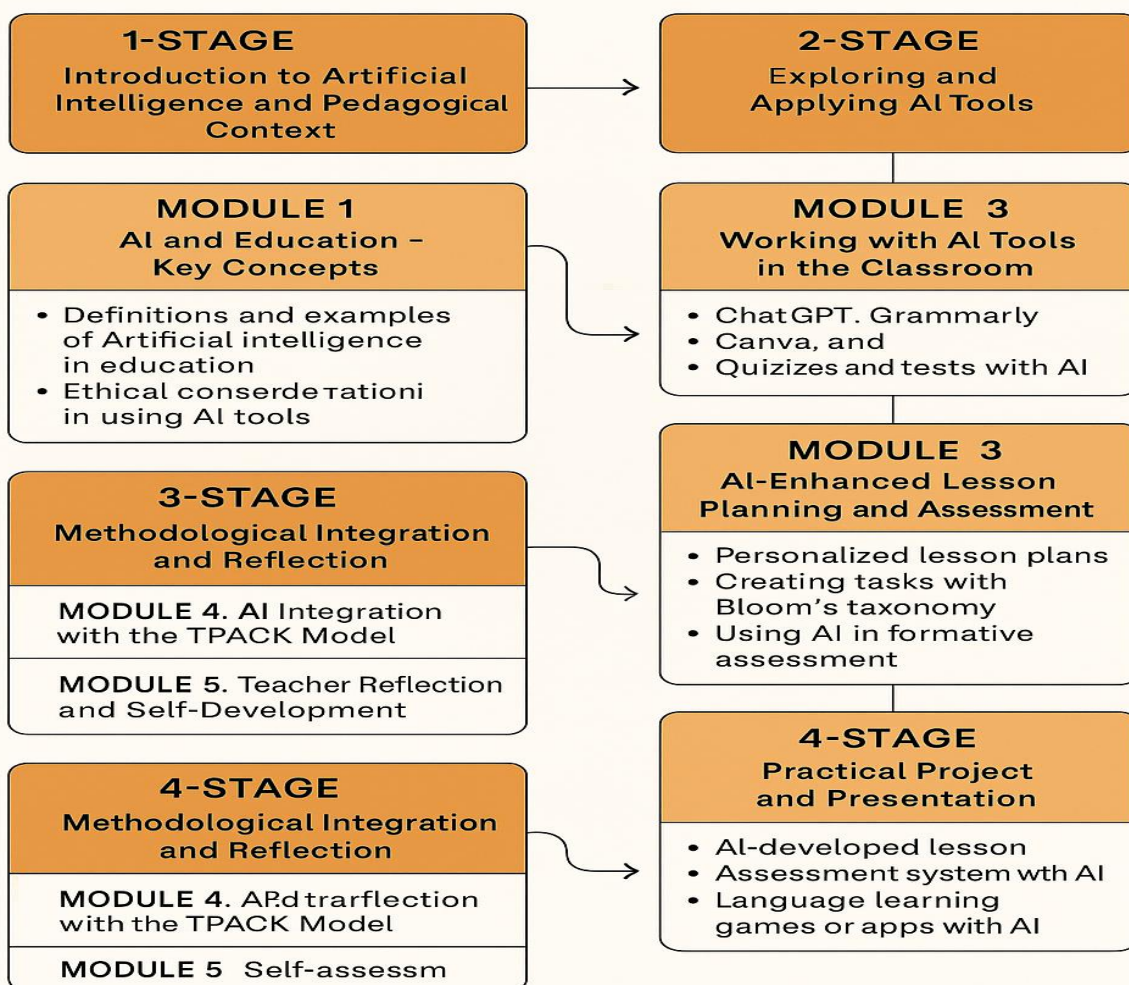 1-STAGE
Introduction to Artificial
Intelligence and Pedagogical
Context
2-STAGE
Exploring and
Applying AI Tools
MODULE 1
AI and Education –
Key Concepts
• Definitions and examples
of Artificial intelligence
in education
• Ethical conserdeтationi
in using AI tools
MODULE 3
Working with AI Tools
in the Classroom
• ChatGPT. Grammarly
• Canva, and
• Quizizes and tests with AI
3-STAGE
Methodological Integration
and Reflection
MODULE 4. AI Integration
with the TPACK Model
MODULE 5. Teacher Reflection
and Self-Development
MODULE 3
AI-Enhanced Lesson
Planning and Assessment
• Personalized lesson plans
• Creating tasks with
Bloom's taxonomy
• Using AI in formative
assessment
4-STAGE
Methodological Integration
and Reflection
MODULE 4. APd trarflection
with the TPACK Model
MODULE 5 Self-assessm
4-STAGE
Practical Project
and Presentation
• AI-developed lesson
• Assessment system wth AI
• Language learning
games or apps with AI